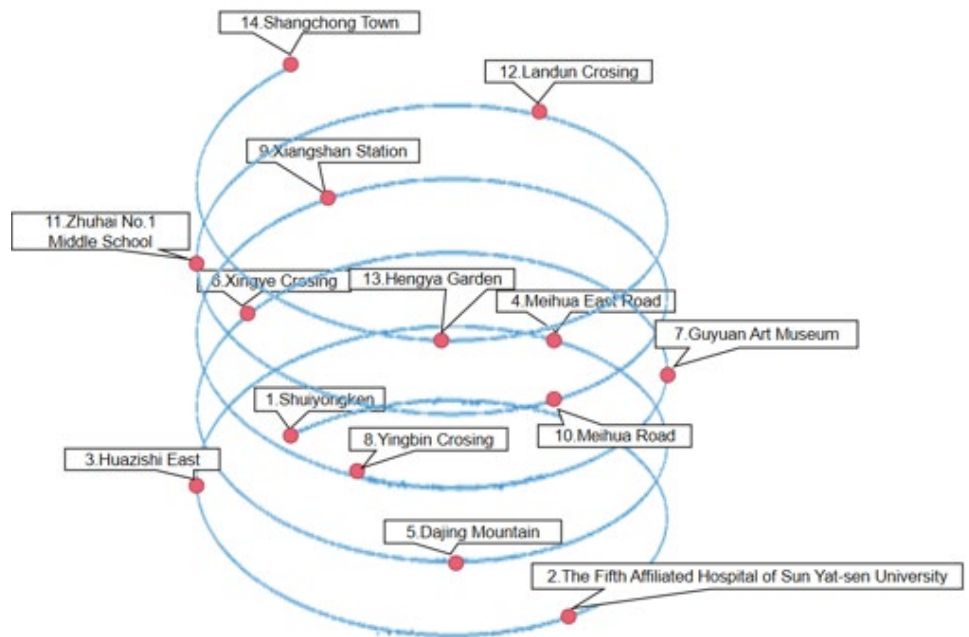 14.Shangchong Town
12.Landun Crosing
9.Xiangshan Station
11.Zhuhai No.1
Middle School
6.Xingye Crosing
13.Hengya Garden
4.Meihua East Road
7.Guyuan Art Museum
1.Shuiyongken
8.Yingbin Crosing
10.Meihua Road
3.Huazishi East
5.Dajing Mountain
2.The Fifth Affiliated Hospital of Sun Yat-sen University